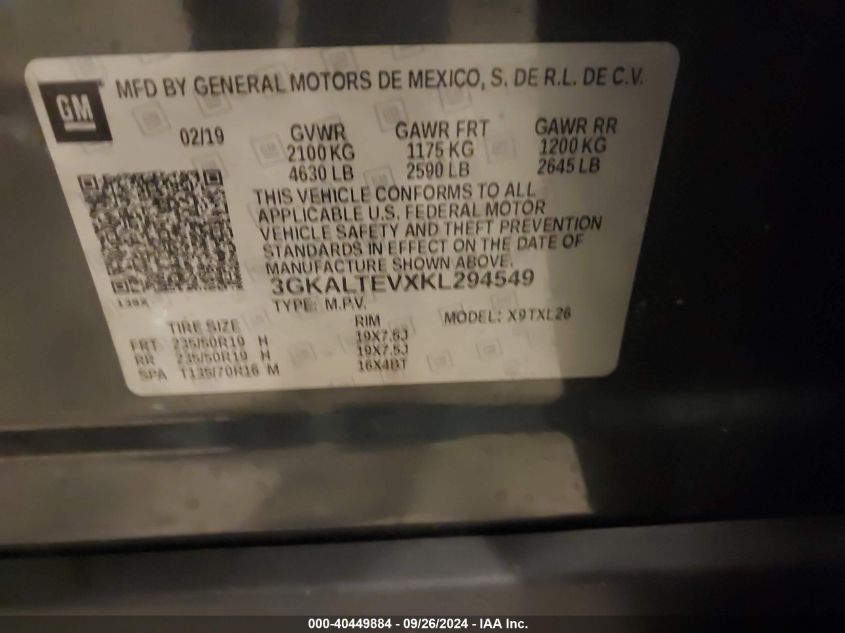 GM
MFD BY GENERAL MOTORS DE MEXICO, S. DE R.L. DE C.V.
02/19 GVWR GAWR FRT GAWR RR
2100 KG 1175 KG 1200 KG
4630 LB 2590 LB 2645 LB
THIS VEHICLE CONFORMS TO ALL
APPLICABLE U.S. FEDERAL MOTOR
VEHICLE SAFETY AND THEFT PREVENTION
STANDARDS IN EFFECT ON THE DATE OF
MANUFACTURE SHOWN ABOVE.
3GKALTEVXKL294549
TYPE: M.P.V.
TIRE SIZE RIM MODEL: X9TXL26
FRT 235/50R19 H 19X7.5J
RR 235/50R19 H 19X7.5J
SPA T135/70R16 M 16X4BT
000-40449884 - 09/26/2024 - IAA Inc.